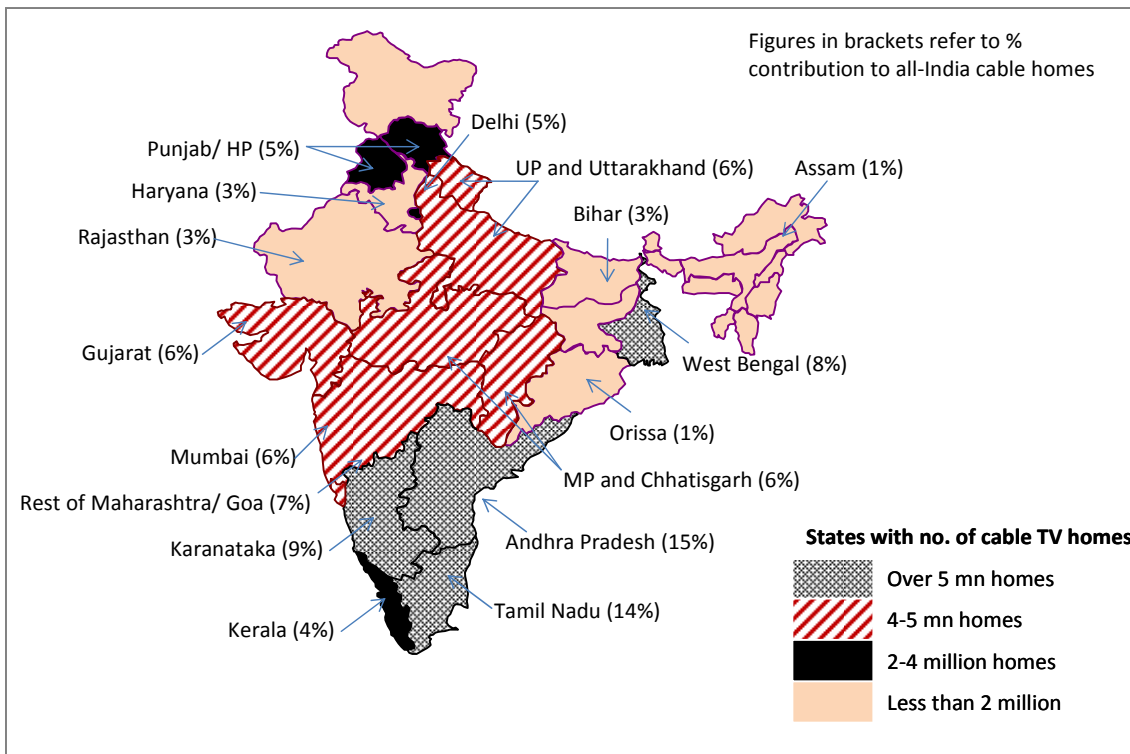 Figures in brackets refer to %
contribution to all-India cable homes
Delhi (5%)
Punjab/ HP (5%)
UP and Uttarakhand (6%)
Assam (1%)
Haryana (3%)
Bihar (3%)
Rajasthan (3%)
Gujarat (6%)
West Bengal (8%)
Orissa (1%)
Mumbai (6%)
MP and Chhatisgarh (6%)
Rest of Maharashtra/ Goa (7%)
Karanataka (9%)
Andhra Pradesh (15%)
Tamil Nadu (14%)
Kerala (4%)
States with no. of cable TV homes
Over 5 mn homes
4-5 mn homes
2-4 million homes
Less than 2 million